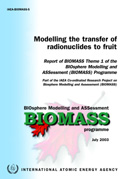 IAEA-BIOMASS-5
Modelling the transfer of
radionuclides to fruit
Report of BIOMASS Theme 1 of the
BIOsphere Modelling and
ASSessment (BIOMASS) Programme
Part of the IAEA Co-ordinated Research Project on
Biosphere Modelling and Assessment (BIOMASS)
BIOsphere Modelling and ASSessment
BIOMASS
programme
July 2003
INTERNATIONAL ATOMIC ENERGY AGENCY